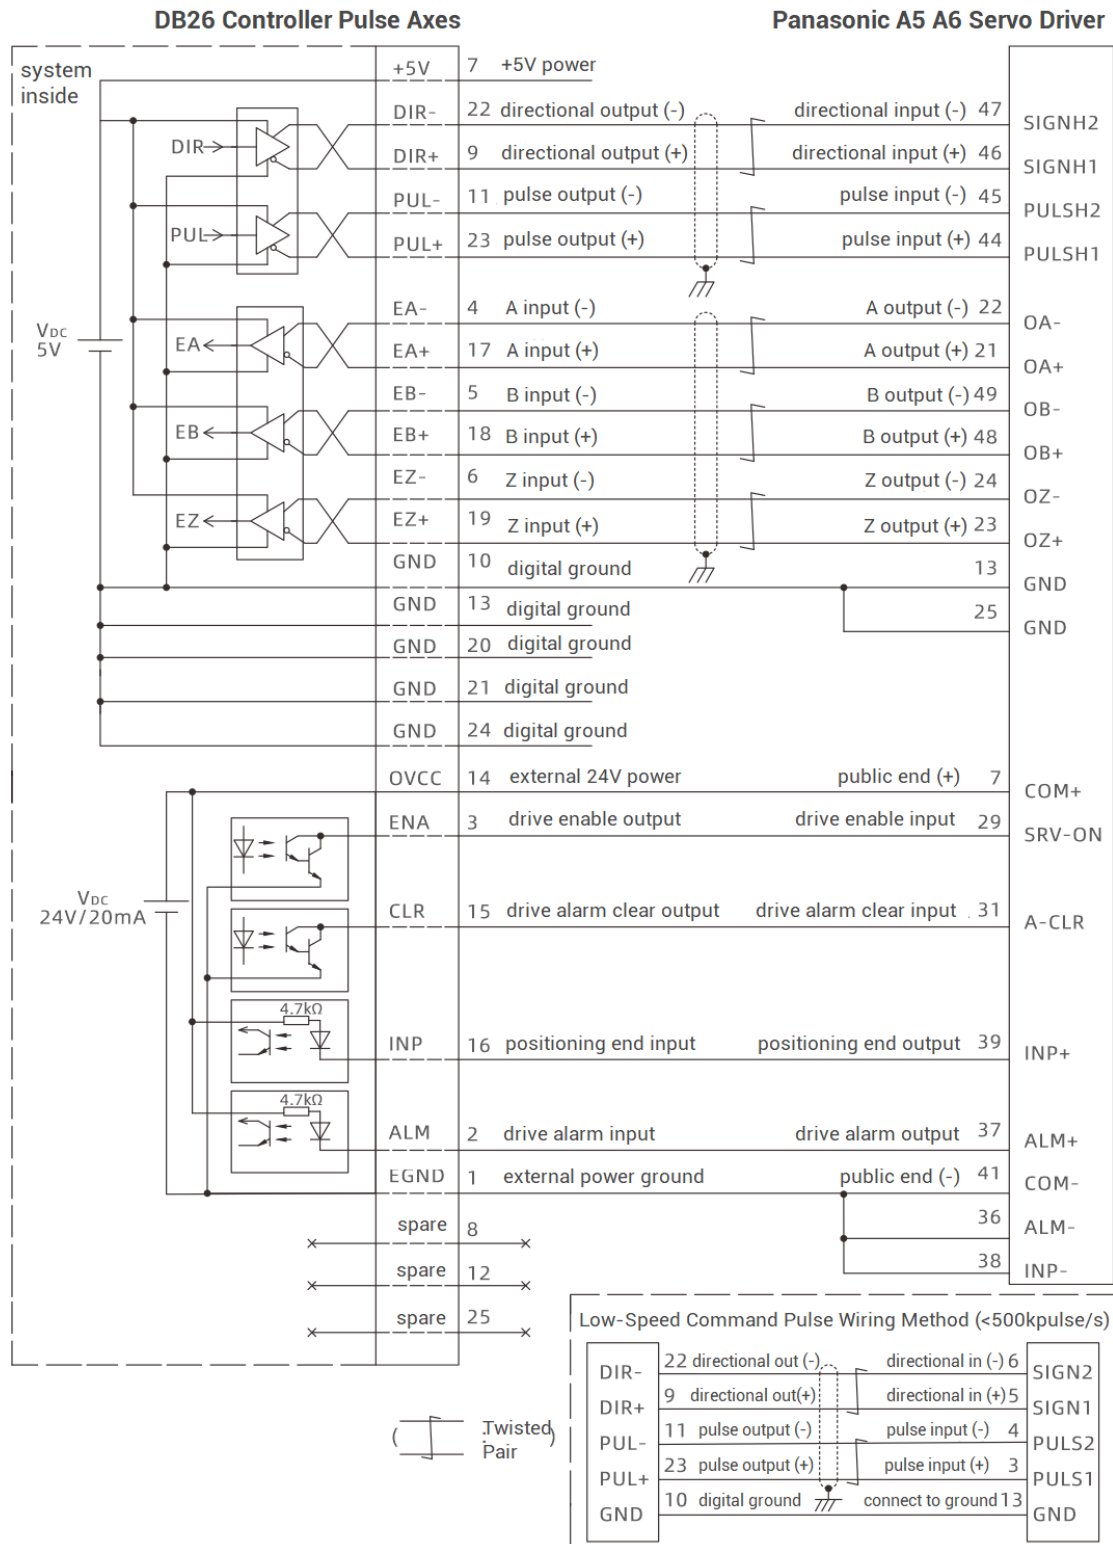 DB26 Controller Pulse Axes
Panasonic A5 A6 Servo Driver
system
inside
+5V 7 +5V power
DIR- 22 directional output (-) directional input (-) 47 SIGNH2
DIR
DIR+ 9 directional output (+) directional input (+) 46 SIGNH1
PUL- 11 pulse output (-) pulse input (-) 45 PULSH2
PUL
PUL+ 23 pulse output (+) pulse input (+) 44 PULSH1
EA- 4 A input (-) A output (-) 22 OA-
VDC
5V
EA
EA+ 17 A input (+) A output (+) 21 OA+
EB- 5 B input (-) B output (-) 49 OB-
EB
EB+ 18 B input (+) B output (+) 48 OB+
EZ- 6 Z input (-) Z output (-) 24 OZ-
EZ
EZ+ 19 Z input (+) Z output (+) 23 OZ+
GND 10 digital ground 13 GND
GND 13 digital ground 25 GND
GND 20 digital ground
GND 21 digital ground
GND 24 digital ground
OVCC 14 external 24V power public end (+) 7 COM+
ENA 3 drive enable output drive enable input 29 SRV-ON
VDC
24V/20mA
CLR 15 drive alarm clear output drive alarm clear input 31 A-CLR
4.7kΩ
INP 16 positioning end input positioning end output 39 INP+
4.7kΩ
ALM 2 drive alarm input drive alarm output 37 ALM+
EGND 1 external power ground public end (-) 41 COM-
spare 8 36 ALM-
spare 12 38 INP-
spare 25
Low-Speed Command Pulse Wiring Method (<500kpulse/s)
DIR- 22 directional out (-) directional in (-) 6 SIGN2
DIR+ 9 directional out(+) directional in (+) 5 SIGN1
PUL- 11 pulse output (-) pulse input (-) 4 PULS2
PUL+ 23 pulse output (+) pulse input (+) 3 PULS1
GND 10 digital ground connect to ground 13 GND
( Twisted )
Pair